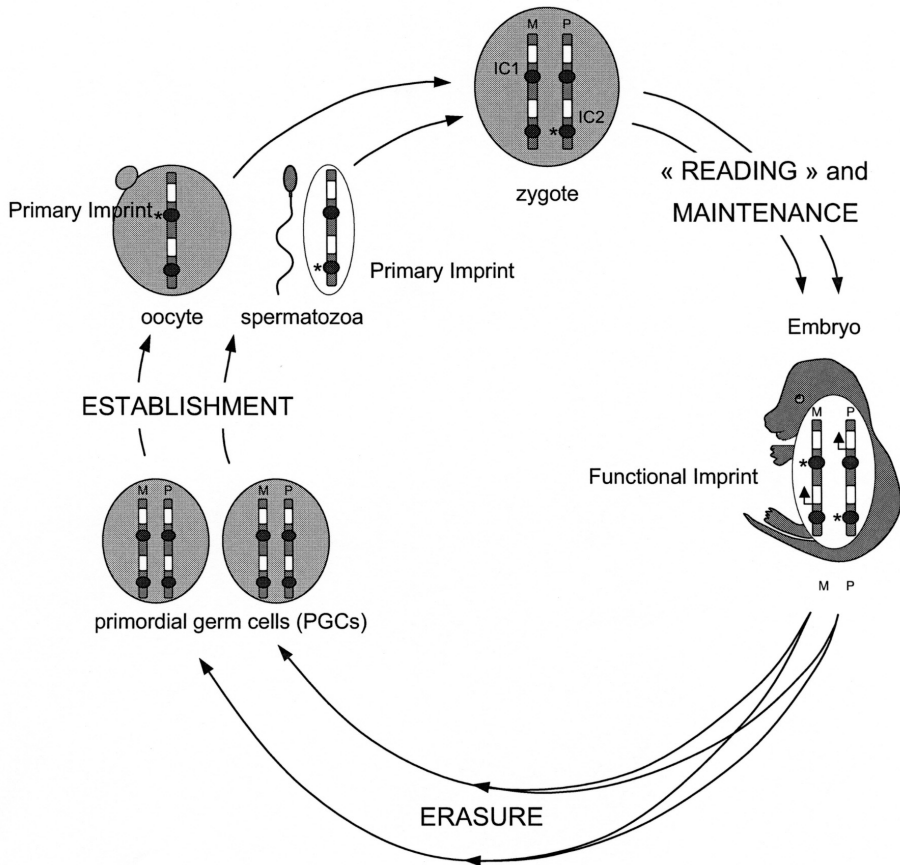 M P
IC1
IC2
*
zygote
« READING » and
MAINTENANCE
Primary Imprint
*
oocyte
*
Primary Imprint
spermatozoa
Embryo
M P
*
*
Functional Imprint
M P
ESTABLISHMENT
M P
M P
primordial germ cells (PGCs)
ERASURE